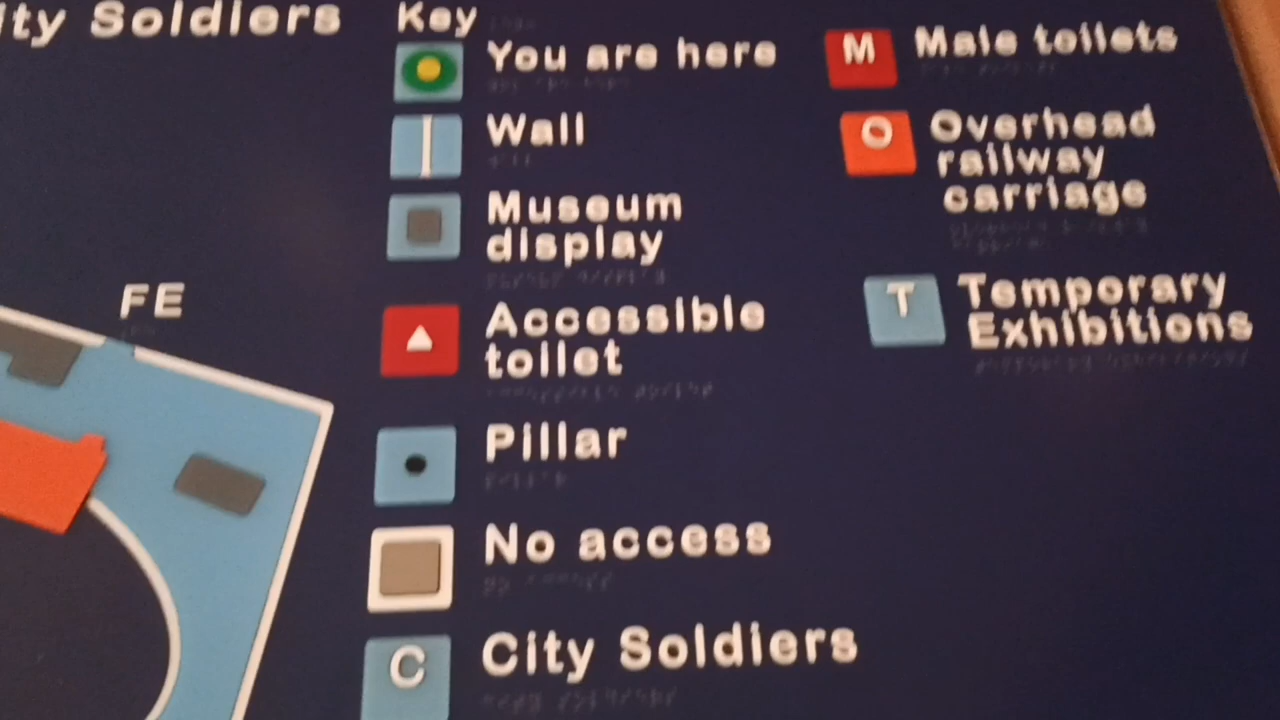 ity Soldiers
Key
You are here
Wall
Museum
display
Accessible
toilet
Pillar
No access
C
City Soldiers
M
Male toilets
O
Overhead
railway
carriage
T
Temporary
Exhibitions
FE